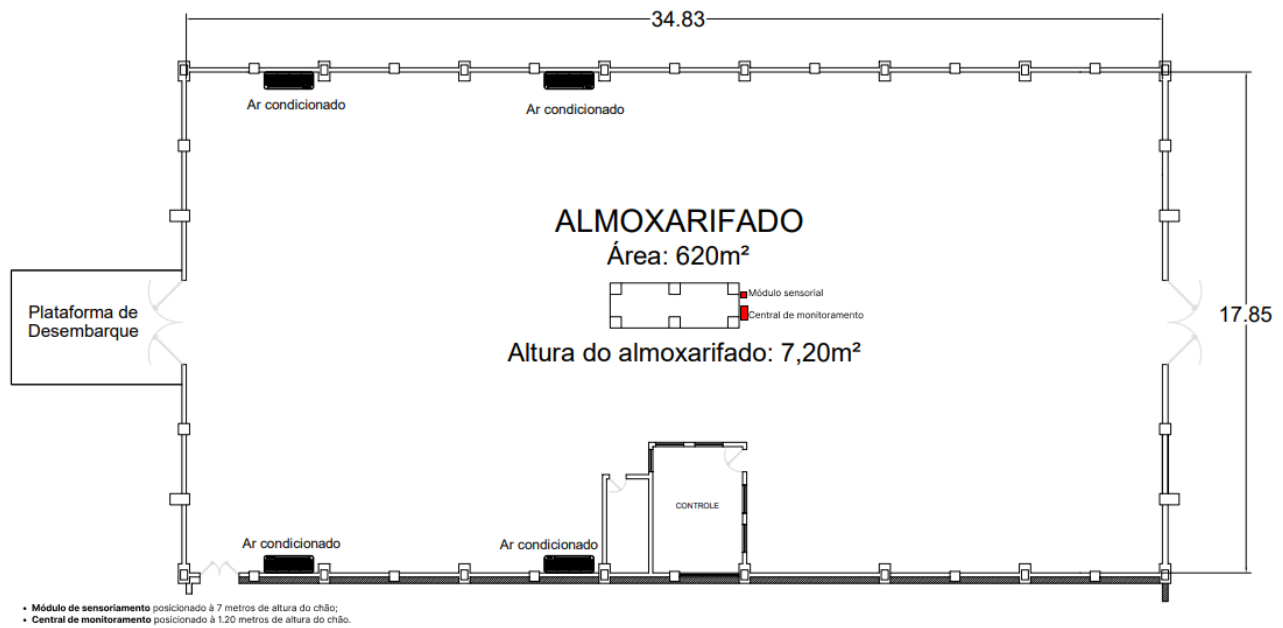 34.83
Ar condicionado
Ar condicionado
ALMOXARIFADO
Área: 620m²
Módulo sensorial
Central de monitoramento
Plataforma de
Desembarque
17.85
Altura do almoxarifado: 7,20m²
CONTROLE
Ar condicionado
Ar condicionado
• Módulo de sensoriamento posicionado à 7 metros de altura do chão;
• Central de monitoramento posicionado à 1.20 metros de altura do chão.